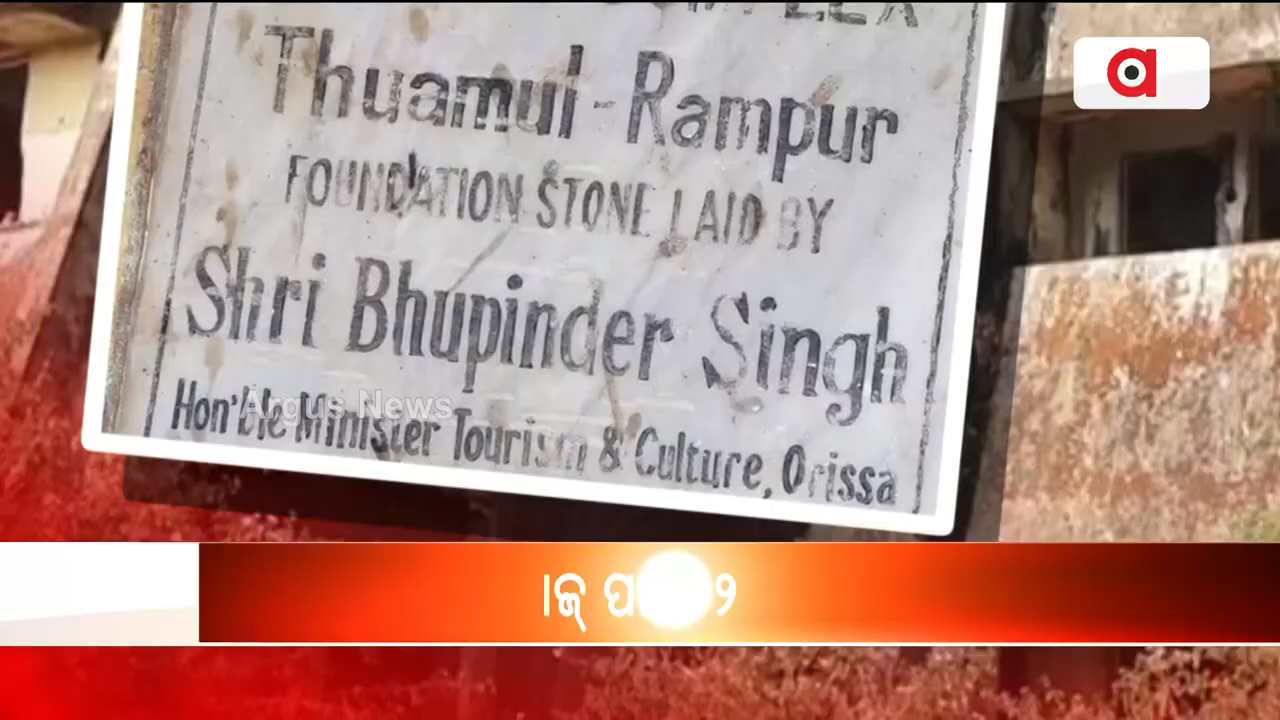 Thuamul - Rampur
FOUNDATION STONE LAID BY
Shri Bhupinder Singh
Hon'ble Minister Tourism & Culture, Orissa
Argus News